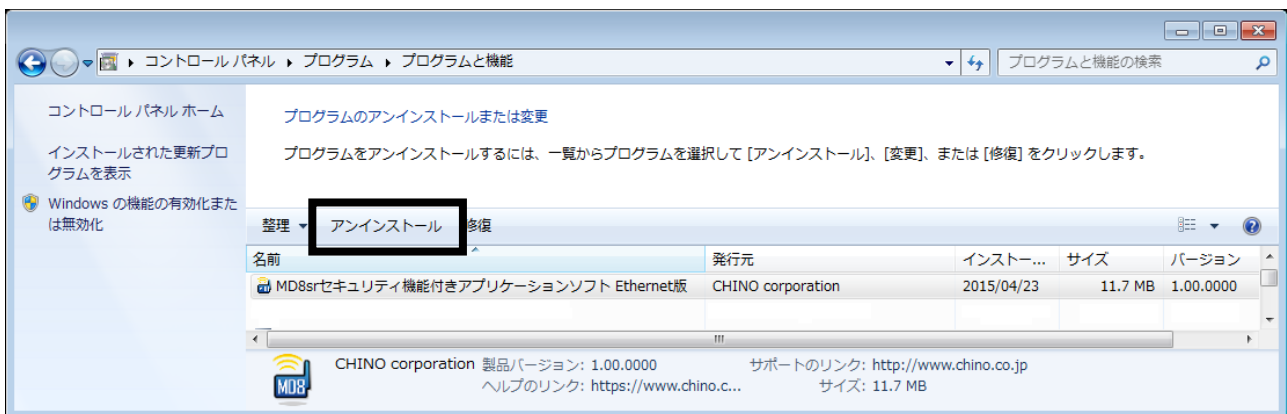 コントロール パネル ▸ プログラム ▸ プログラムと機能
プログラムと機能の検索
コントロール パネル ホーム
インストールされた更新プロ
グラムを表示
Windows の機能の有効化また
は無効化
プログラムのアンインストールまたは変更
プログラムをアンインストールするには、一覧からプログラムを選択して [アンインストール]、[変更]、または [修復] をクリックします。
整理 アンインストール 修復
名前 発行元 インストー... サイズ バージョン
MD8srセキュリティ機能付きアプリケーションソフト Ethernet版 CHINO corporation 2015/04/23 11.7 MB 1.00.0000
MD8
CHINO corporation 製品バージョン: 1.00.0000 サポートのリンク: http://www.chino.co.jp
ヘルプのリンク: https://www.chino.c... サイズ: 11.7 MB